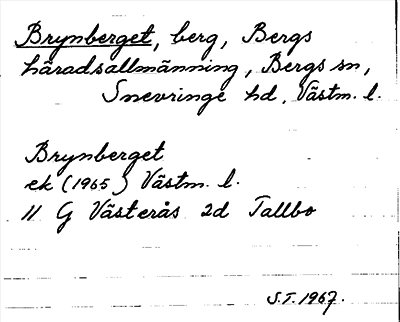 Brynberget, berg, Bergs
häradsallmänning, Bergs sn,
Snevringe hd, Västm. l.
Brynberget
ek (1965) Västm. l.
11 G Västerås 2d Tallbo
S.T. 1967.